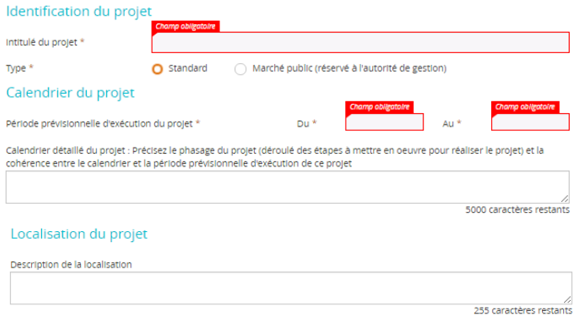 Identification du projet
Champ obligatoire
Intitulé du projet *
Type * Standard Marché public (réservé à l'autorité de gestion)
Calendrier du projet
Champ obligatoire Champ obligatoire
Période prévisionnelle d'exécution du projet * Du * Au *
Calendrier détaillé du projet : Précisez le phasage du projet (déroulé des étapes à mettre en oeuvre pour réaliser le projet) et la
cohérence entre le calendrier et la période prévisionnelle d'exécution de ce projet
5000 caractères restants
Localisation du projet
Description de la localisation
255 caractères restants